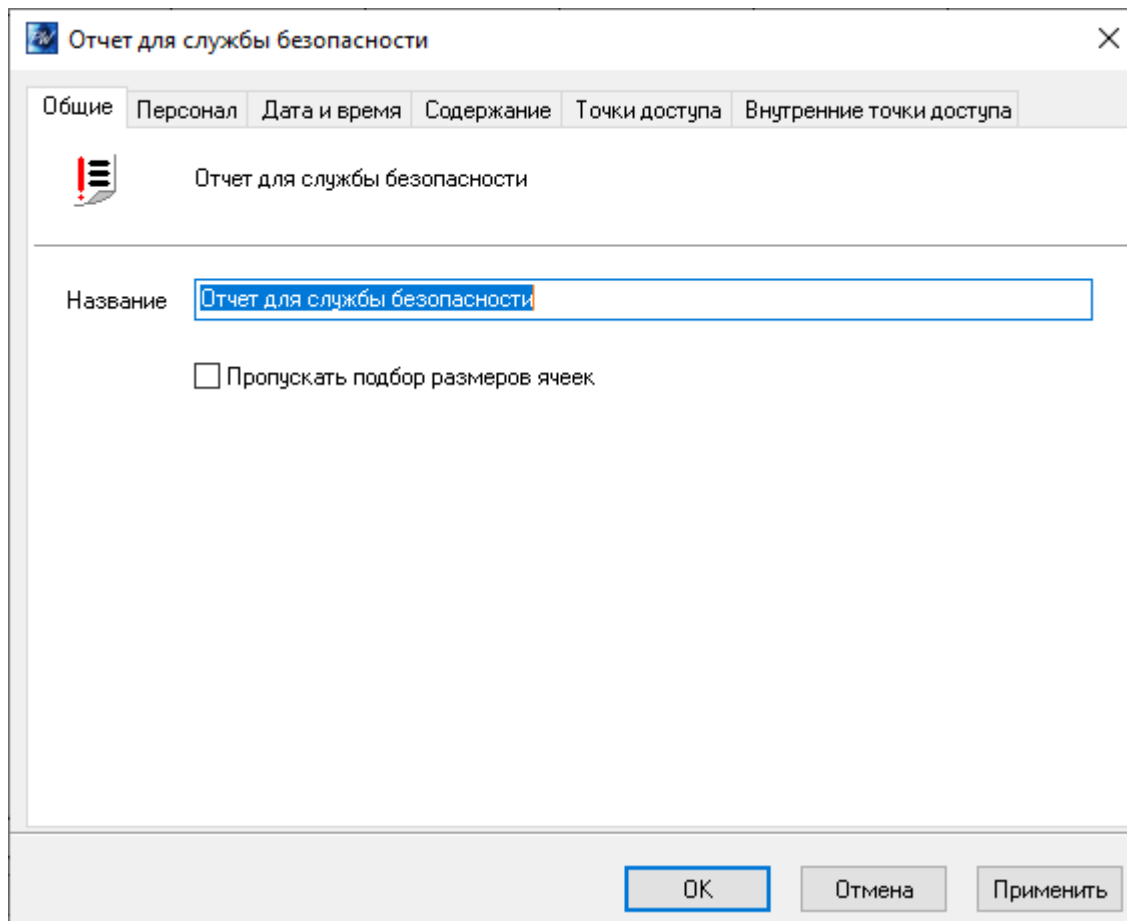 Отчет для службы безопасности
Общие Персонал Дата и время Содержание Точки доступа Внутренние точки доступа
Отчет для службы безопасности
Название Отчет для службы безопасности
Пропускать подбор размеров ячеек
OK Отмена Применить